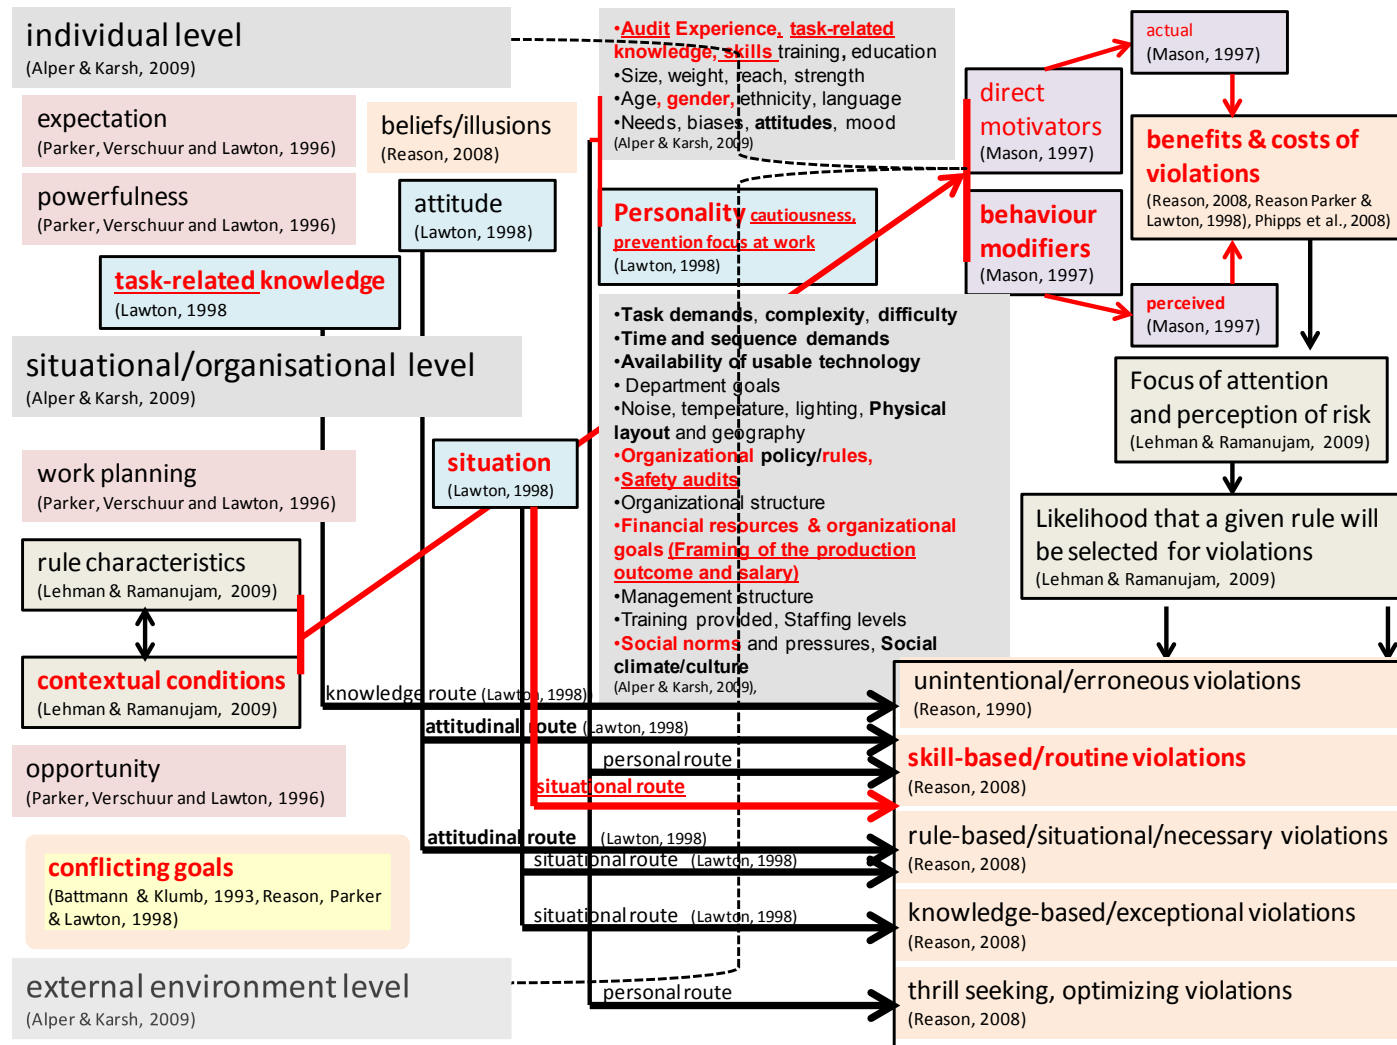 individual level
(Alper & Karsh, 2009)
expectation
(Parker, Verschuur and Lawton, 1996)
powerfulness
(Parker, Verschuur and Lawton, 1996)
beliefs/illusions
(Reason, 2008)
attitude
(Lawton, 1998)
task-related knowledge
(Lawton, 1998
situational/organisational level
(Alper & Karsh, 2009)
work planning
(Parker, Verschuur and Lawton, 1996)
situation
(Lawton, 1998)
rule characteristics
(Lehman & Ramanujam, 2009)
contextual conditions
(Lehman & Ramanujam, 2009)
opportunity
(Parker, Verschuur and Lawton, 1996)
conflicting goals
(Battmann & Klumb, 1993, Reason, Parker
& Lawton, 1998)
external environment level
(Alper & Karsh, 2009)
•Audit Experience, task-related
knowledge, skills training, education
•Size, weight, reach, strength
•Age, gender, ethnicity, language
•Needs, biases, attitudes, mood
(Alper & Karsh, 2009)
Personality cautiousness,
prevention focus at work
(Lawton, 1998)
•Task demands, complexity, difficulty
•Time and sequence demands
•Availability of usable technology
• Department goals
•Noise, temperature, lighting, Physical
layout and geography
•Organizational policy/rules,
•Safety audits
•Organizational structure
•Financial resources & organizational
goals (Framing of the production
outcome and salary)
•Management structure
•Training provided, Staffing levels
•Social norms and pressures, Social
climate/culture
(Alper & Karsh, 2009),
knowledge route (Lawton, 1998))
attitudinal route (Lawton, 1998)
personal route
situational route
attitudinal route (Lawton, 1998)
situational route (Lawton, 1998)
situational route (Lawton, 1998)
personal route
direct
motivators
(Mason, 1997)
behaviour
modifiers
(Mason, 1997)
actual
(Mason, 1997)
benefits & costs of
violations
(Reason, 2008, Reason Parker &
Lawton, 1998), Phipps et al., 2008)
perceived
(Mason, 1997)
Focus of attention
and perception of risk
(Lehman & Ramanujam, 2009)
Likelihood that a given rule will
be selected for violations
(Lehman & Ramanujam, 2009)
unintentional/erroneous violations
(Reason, 1990)
skill-based/routine violations
(Reason, 2008)
rule-based/situational/necessary violations
(Reason, 2008)
knowledge-based/exceptional violations
(Reason, 2008)
thrill seeking, optimizing violations
(Reason, 2008)